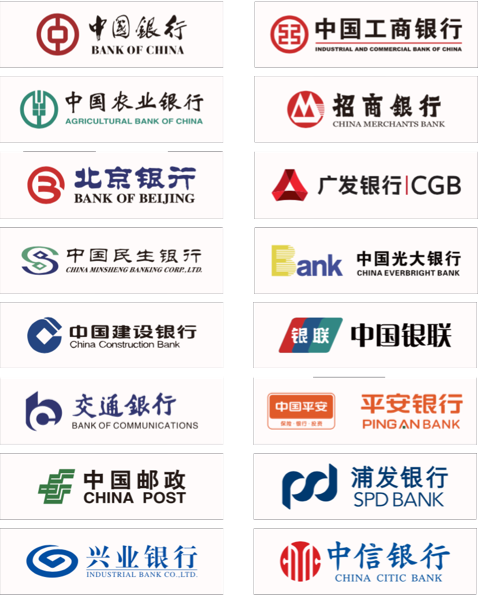 中国银行
BANK OF CHINA
中国工商银行
INDUSTRIAL AND COMMERCIAL BANK OF CHINA
中国农业银行
AGRICULTURAL BANK OF CHINA
招商银行
CHINA MERCHANTS BANK
北京银行
BANK OF BEIJING
广发银行|CGB
中国民生银行
CHINA MINSHENG BANKING CORP.,LTD.
Bank
中国光大银行
CHINA EVERBRIGHT BANK
中国建设银行
China Construction Bank
银联
中国银联
交通銀行
BANK OF COMMUNICATIONS
中国平安
保险·银行·投资
平安银行
PING AN BANK
中国邮政
CHINA POST
浦发银行
SPD BANK
兴业银行
INDUSTRIAL BANK CO.,LTD.
中信银行
CHINA CITIC BANK